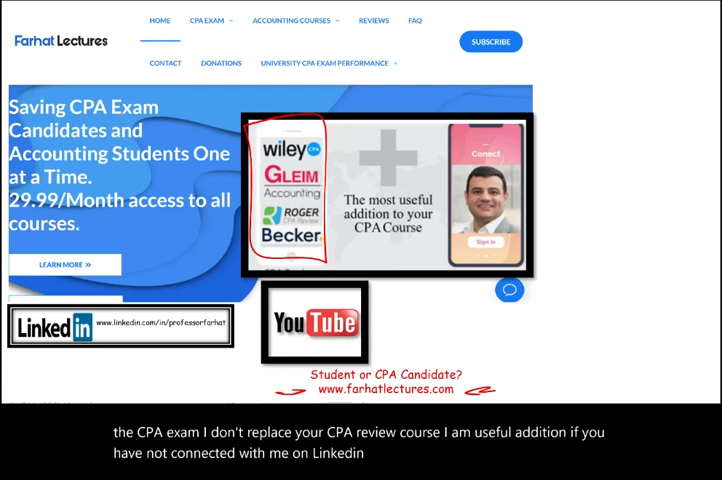 HOME
CPA EXAM
ACCOUNTING COURSES
REVIEWS
FAQ
Farhat Lectures
SUBSCRIBE
CONTACT
DONATIONS
UNIVERSITY CPA EXAM PERFORMANCE
Saving CPA Exam
Candidates and
Accounting Students One
at a Time.
29.99/Month access to all
courses.
LEARN MORE »
wiley CPA
GLEIM
Accounting
ROGER
CPA Review
Becker.
The most useful
addition to your
CPA Course
Conect
Sign in
Linked in www.linkedin.com/in/professorfarhat
YouTube
Student or CPA Candidate?
www.farhatlectures.com
the CPA exam I don't replace your CPA review course I am useful addition if you
have not connected with me on Linkedin